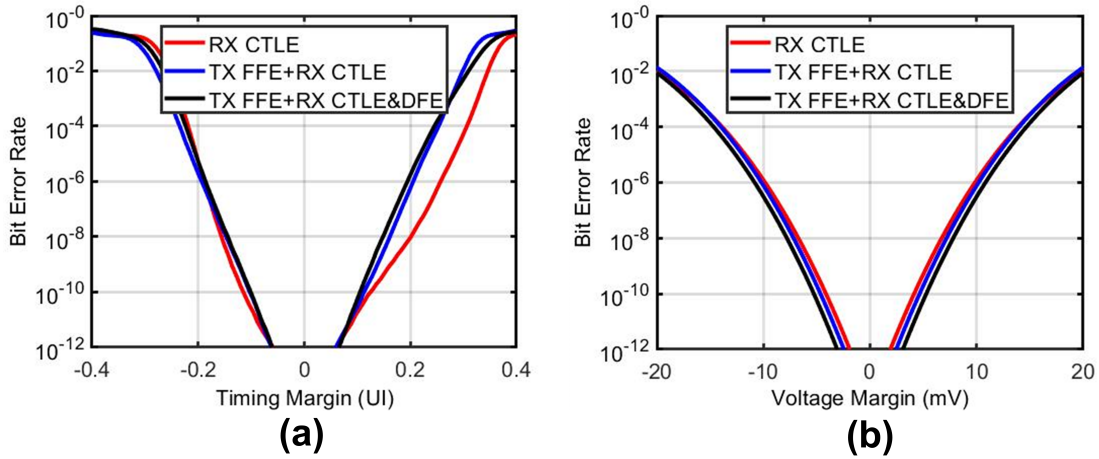 10^-0
10^-2
10^-4
10^-6
10^-8
10^-10
10^-12
Bit Error Rate
RX CTLE
TX FFE+RX CTLE
TX FFE+RX CTLE&DFE
-0.4 -0.2 0 0.2 0.4
Timing Margin (UI)
(a)
10^-0
10^-2
10^-4
10^-6
10^-8
10^-10
10^-12
Bit Error Rate
RX CTLE
TX FFE+RX CTLE
TX FFE+RX CTLE&DFE
-20 -10 0 10 20
Voltage Margin (mV)
(b)